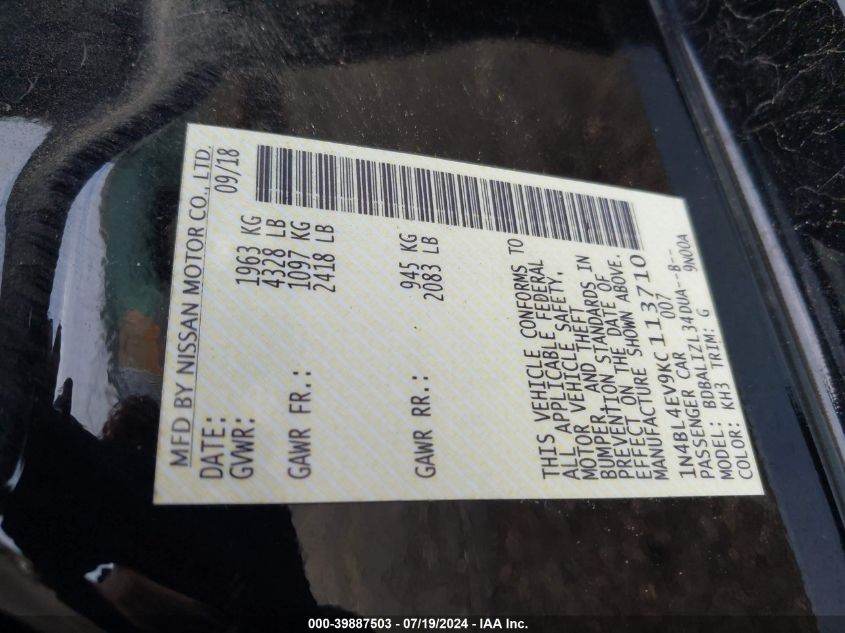 MFD BY NISSAN MOTOR CO., LTD.
DATE: 09/18
GVWR: 1963 KG
4328 LB
GAWR FR.: 1097 KG
2418 LB
GAWR RR.: 945 KG
2083 LB
THIS VEHICLE CONFORMS TO
ALL APPLICABLE FEDERAL
MOTOR VEHICLE SAFETY,
BUMPER, AND THEFT
PREVENTION STANDARDS IN
EFFECT ON THE DATE OF
MANUFACTURE SHOWN ABOVE.
1N4BL4EV9KC113710
PASSENGER CAR 007
MODEL: BDBALIZL34DUA--B--
COLOR: KH3 TRIM: G 9N00A
000-39887503 - 07/19/2024 - IAA Inc.